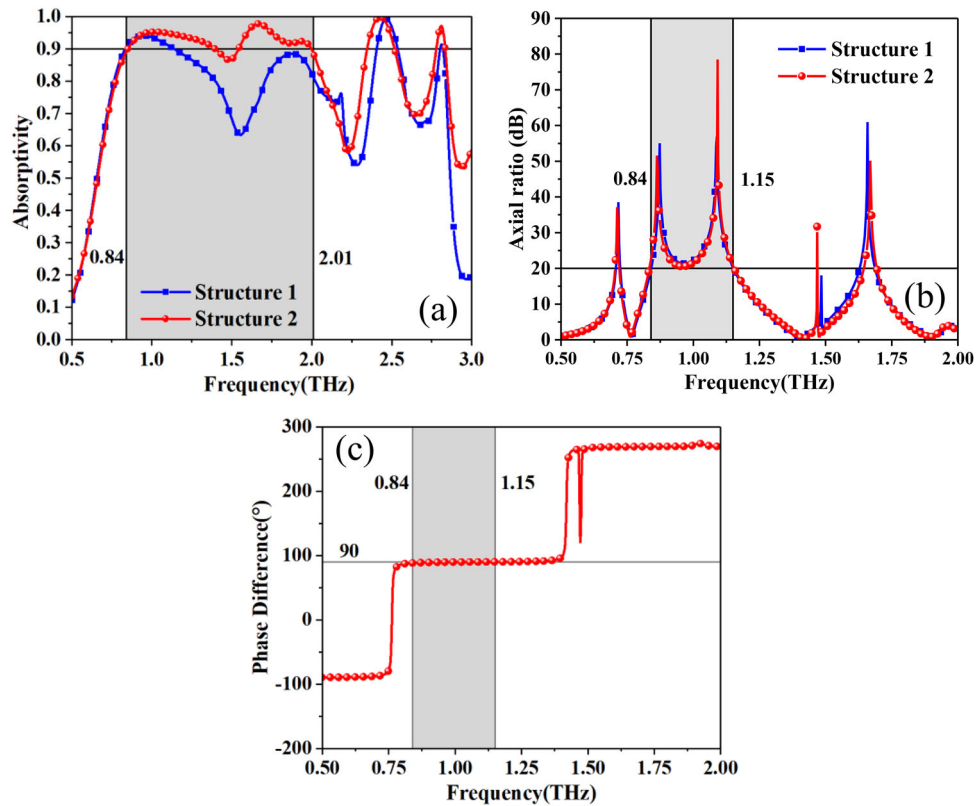 1.0
0.9
0.8
0.7
0.6
0.5
0.4
0.3
0.2
0.1
0.0
Absorptivity
0.84
2.01
Structure 1
Structure 2
(a)
0.5 1.0 1.5 2.0 2.5 3.0
Frequency(THz)
90
80
70
60
50
40
30
20
10
0
Axial ratio (dB)
Structure 1
Structure 2
0.84
1.15
(b)
0.50 0.75 1.00 1.25 1.50 1.75 2.00
Frequency(THz)
300
200
100
0
-100
-200
Phase Difference(°)
(c)
0.84
1.15
90
0.50 0.75 1.00 1.25 1.50 1.75 2.00
Frequency(THz)